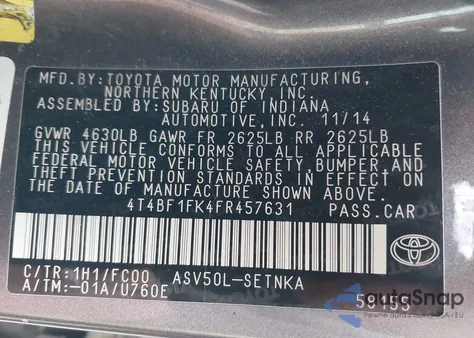 MFD.BY:TOYOTA MOTOR MANUFACTURING,
NORTHERN KENTUCKY, INC.
ASSEMBLED BY:SUBARU OF INDIANA
AUTOMOTIVE, INC. 11/14
GVWR 4630LB GAWR FR 2625LB RR 2625LB
THIS VEHICLE CONFORMS TO ALL APPLICABLE
FEDERAL MOTOR VEHICLE SAFETY, BUMPER, AND
THEFT PREVENTION STANDARDS IN EFFECT ON
THE DATE OF MANUFACTURE SHOWN ABOVE.
4T4BF1FK4FR457631 PASS.CAR
C/TR:1H1/FC00 ASV50L-SETNKA
A/TM:-01A/U760E
TOYOTA
autoSnap